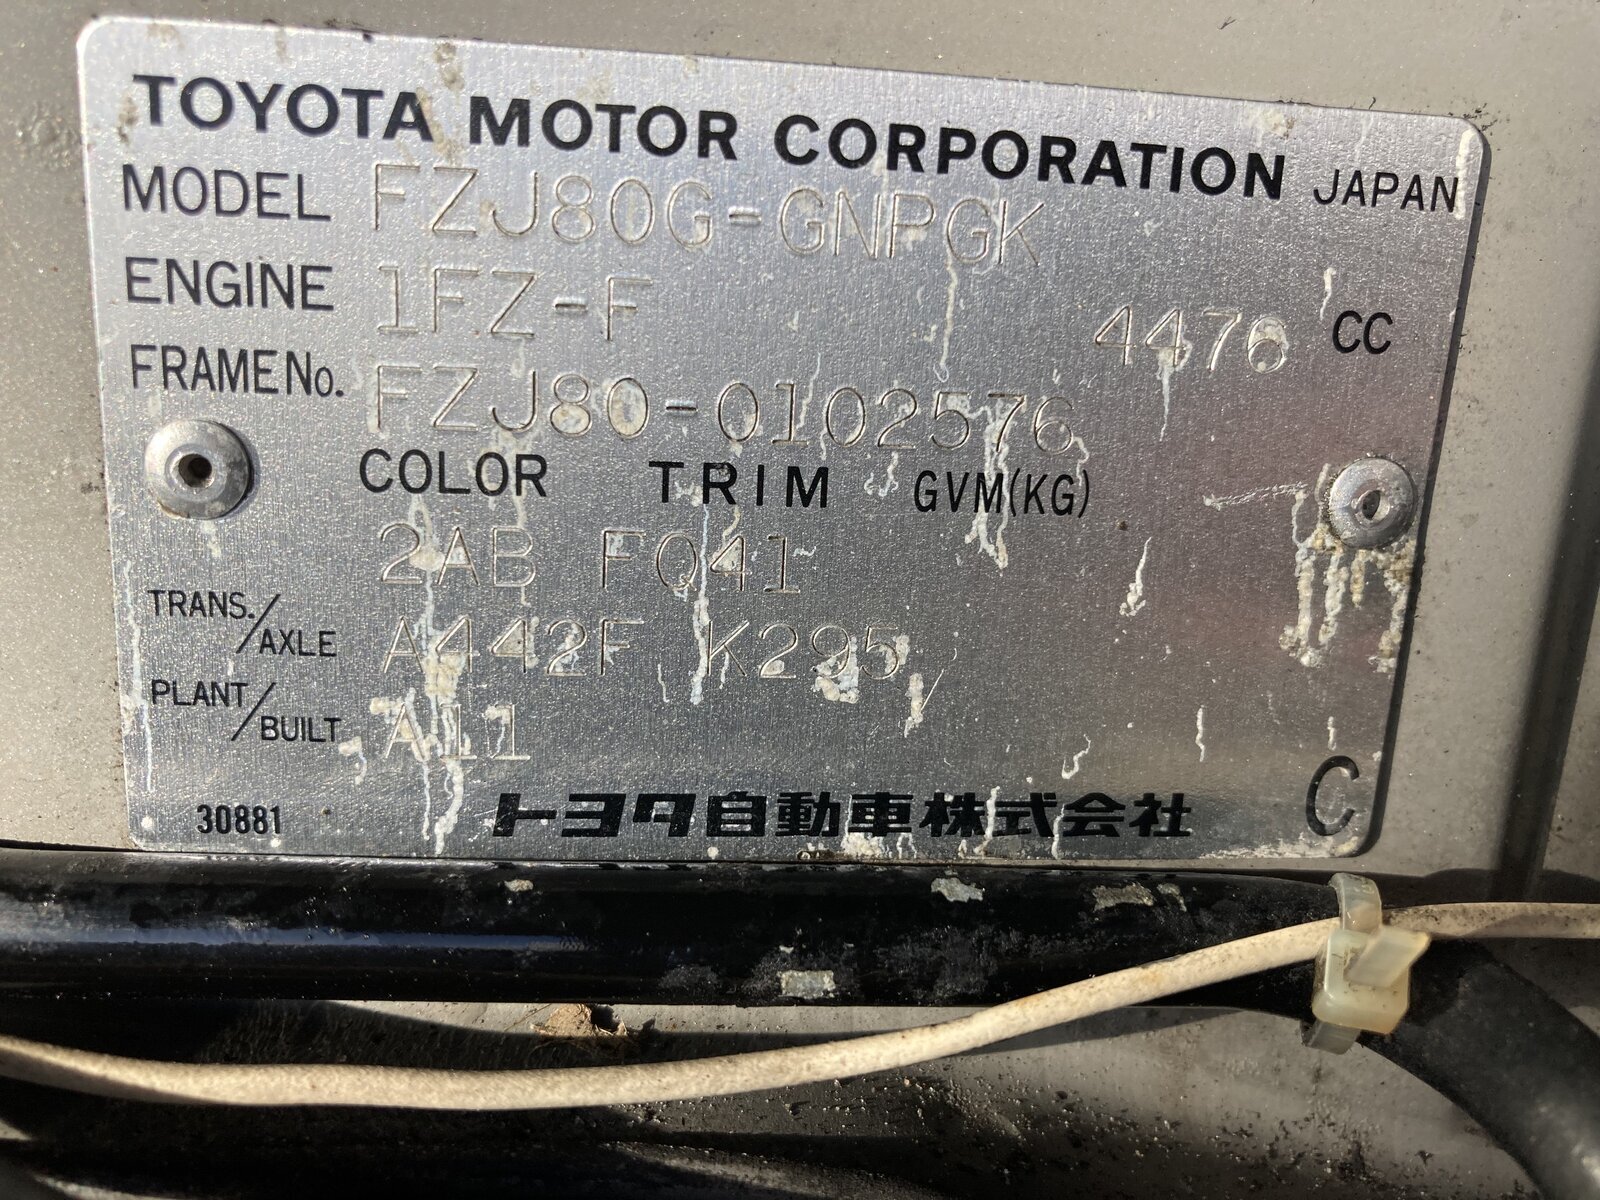 TOYOTA MOTOR CORPORATION JAPAN
MODEL FZJ80G-GNPGK
ENGINE 1FZ-F 4476 CC
FRAME No. FZJ80-0102576
COLOR TRIM GVM(KG)
2AB FQ41
TRANS./AXLE A442F K295
PLANT/BUILT A11
30881 トヨタ自動車株式会社 C